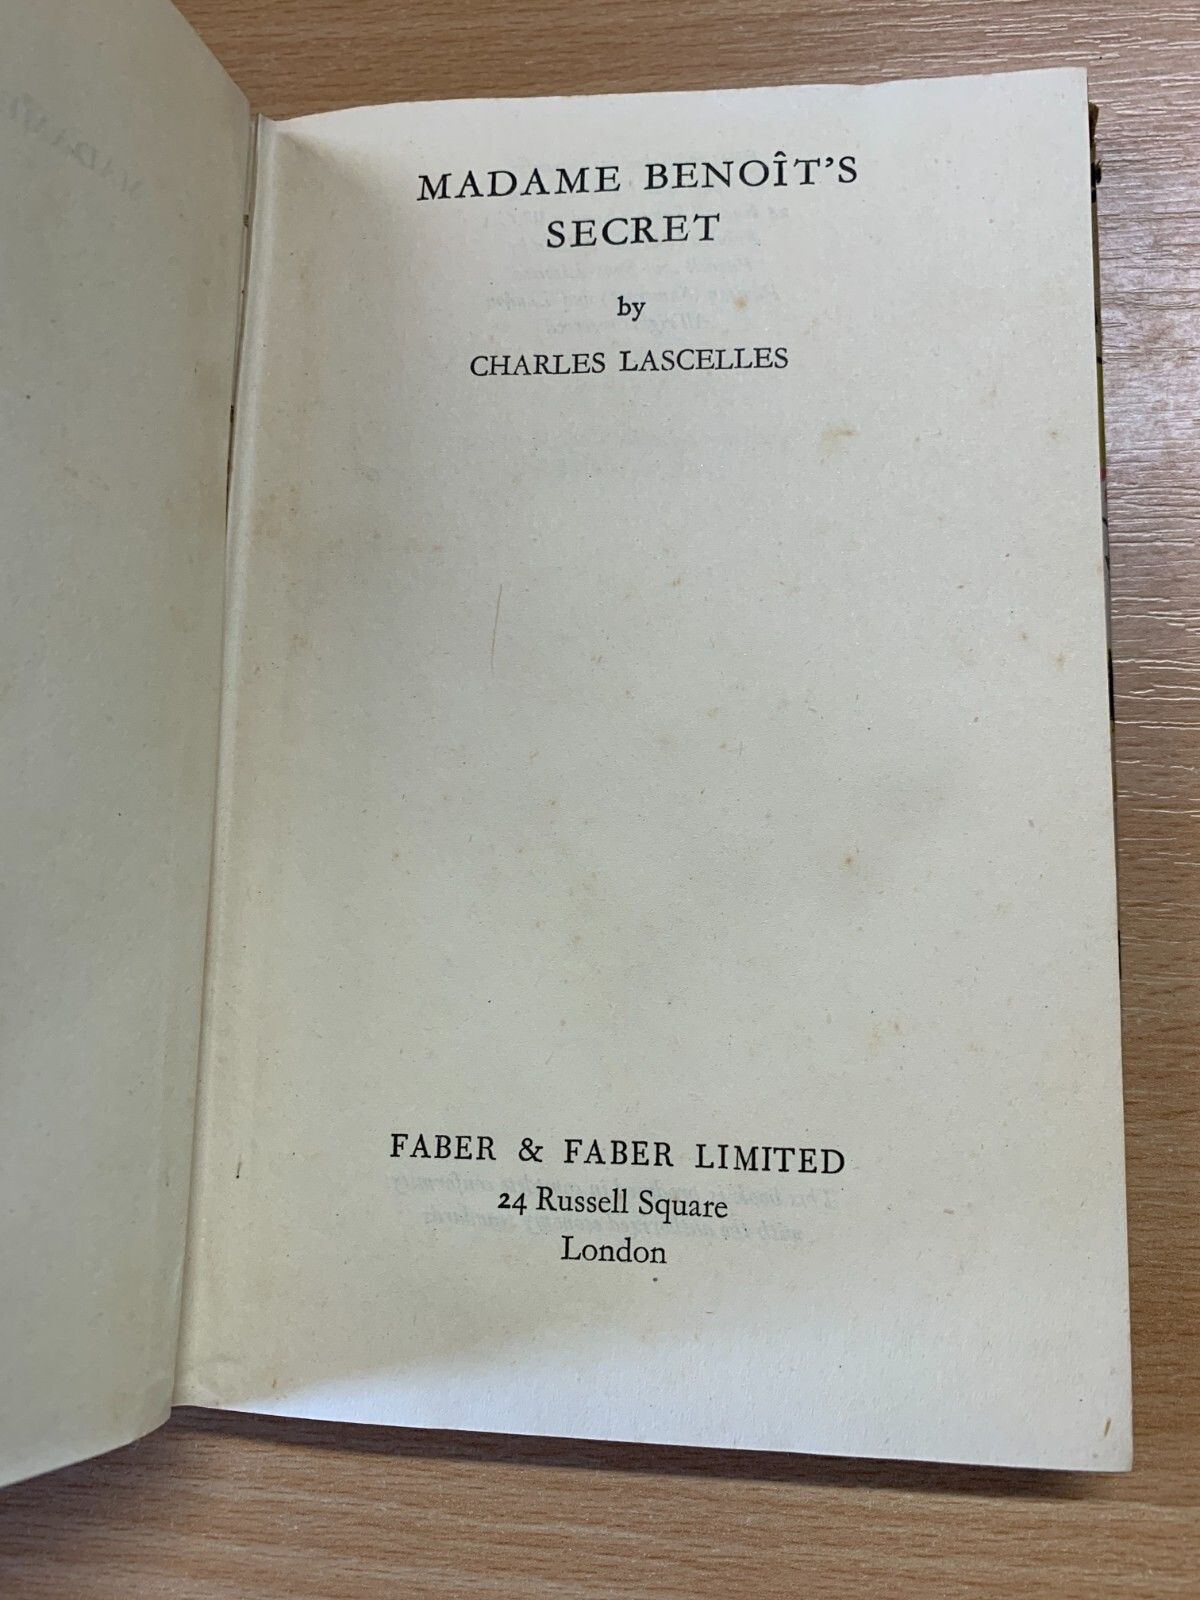 MADAME BENOÎT'S
SECRET
by
CHARLES LASCELLES
FABER & FABER LIMITED
24 Russell Square
London